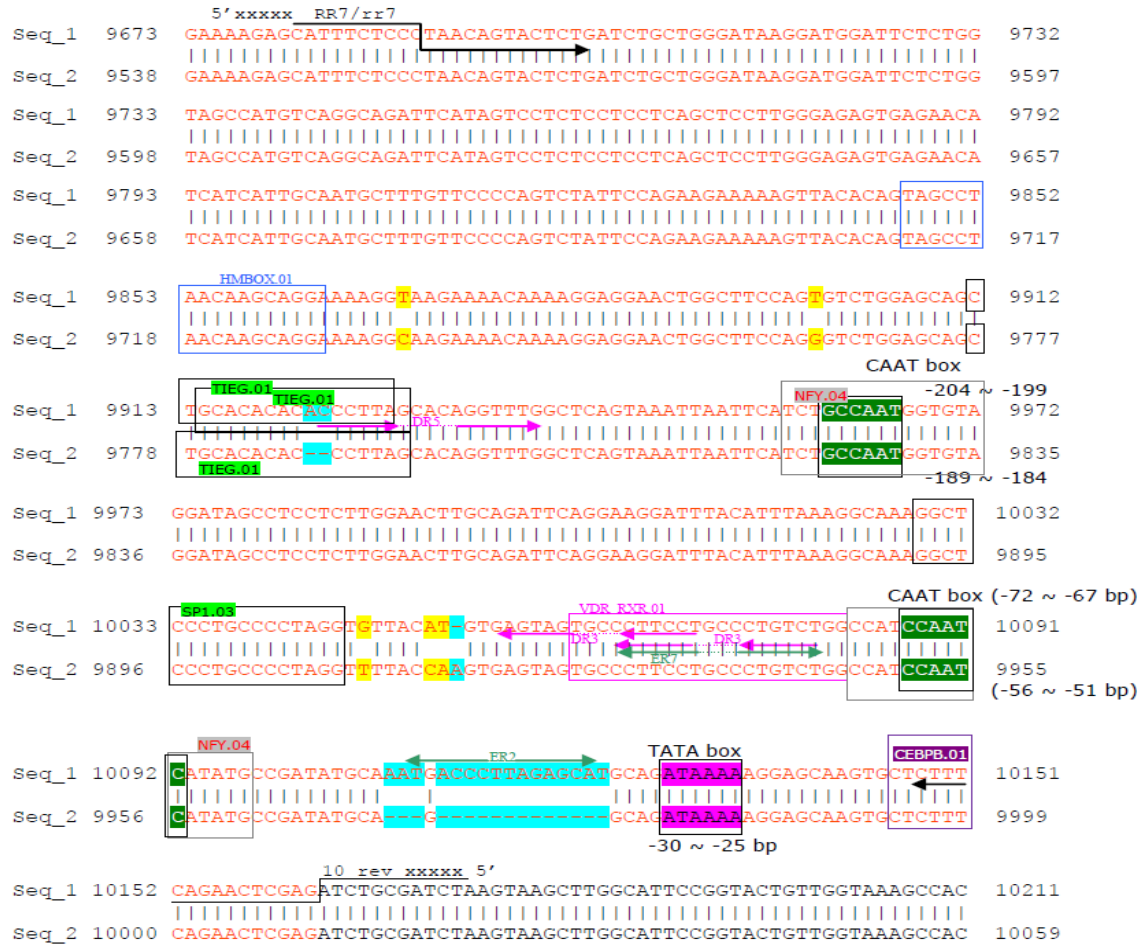 5'xxxxx RR7/rr7
Seq_1 9673 GAAAAGAGCATTTCTCCCTAACAGTACTCTGATCTGCTGGGATAAGGATGGATTCTCTGG 9732
Seq_2 9538 GAAAAGAGCATTTCTCCCTAACAGTACTCTGATCTGCTGGGATAAGGATGGATTCTCTGG 9597
Seq_1 9733 TAGCCATGTCAGGCAGATTCATAGTCCTCTCCTCCTCAGCTCCTTGGGAGAGTGAGAACA 9792
Seq_2 9598 TAGCCATGTCAGGCAGATTCATAGTCCTCTCCTCCTCAGCTCCTTGGGAGAGTGAGAACA 9657
Seq_1 9793 TCATCATTGCAATGCTTTGTTCCCCAGTCTATTCCAGAAGAAAAAGTTACACAGTAGCCT 9852
Seq_2 9658 TCATCATTGCAATGCTTTGTTCCCCAGTCTATTCCAGAAGAAAAAGTTACACAGTAGCCT 9717
HMBOX.01
Seq_1 9853 AACAAGCAGGAAAAGGTAAGAAAACAAAAGGAGGAACTGGCTTCCAGTGTCTGGAGCAGC 9912
Seq_2 9718 AACAAGCAGGAAAAGGCAAGAAAACAAAAGGAGGAACTGGCTTCCAGGGTCTGGAGCAGC 9777
CAAT box
TIEG.01 NFY.04 -204 ~ -199
TIEG.01
Seq_1 9913 TGCACACACACCCTTAGCACAGGTTTGGCTCAGTAAATTAATTCATCTGCCAATGGTGTA 9972
DR5
Seq_2 9778 TGCACACAC--CCTTAGCACAGGTTTGGCTCAGTAAATTAATTCATCTGCCAATGGTGTA 9835
TIEG.01 -189 ~ -184
Seq_1 9973 GGATAGCCTCCTCTTGGAACTTGCAGATTCAGGAAGGATTTACATTTAAAGGCAAAGGCT 10032
Seq_2 9836 GGATAGCCTCCTCTTGGAACTTGCAGATTCAGGAAGGATTTACATTTAAAGGCAAAGGCT 9895
CAAT box (-72 ~ -67 bp)
SP1.03 VDR_RXR.01
Seq_1 10033 CCCTGCCCCTAGGTGTTACAT-GTGAGTAGTGCCCTTCCTGCCCTGTCTGGCCATCCAAT 10091
DR3 DR3
ER7
Seq_2 9896 CCCTGCCCCTAGGTTTTACCAAGTGAGTAGTGCCCTTCCTGCCCTGTCTGGCCATCCAAT 9955
(-56 ~ -51 bp)
NFY.04 ER2 TATA box CEBPB.01
Seq_1 10092 CATATGCCGATATGCAAATGACCCTTAGAGCATGCAGATAAAAAGGAGCAAGTGCTCTTT 10151
Seq_2 9956 CATATGCCGATATGCA---G-------------GCAGATAAAAAGGAGCAAGTGCTCTTT 9999
-30 ~ -25 bp
10 rev xxxxx 5'
Seq_1 10152 CAGAACTCGAGATCTGCGATCTAAGTAAGCTTGGCATTCCGGTACTGTTGGTAAAGCCAC 10211
Seq_2 10000 CAGAACTCGAGATCTGCGATCTAAGTAAGCTTGGCATTCCGGTACTGTTGGTAAAGCCAC 10059